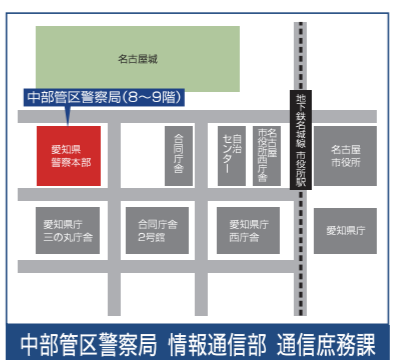 名古屋城
中部管区警察局(8～9階)
愛知県
警察本部
合同庁舎
自治
センター
名古屋
市役所西庁舎
地下鉄名城線 市役所駅
名古屋
市役所
愛知県庁
三の丸庁舎
合同庁舎
2号館
愛知県庁
西庁舎
愛知県庁
中部管区警察局 情報通信部 通信庶務課